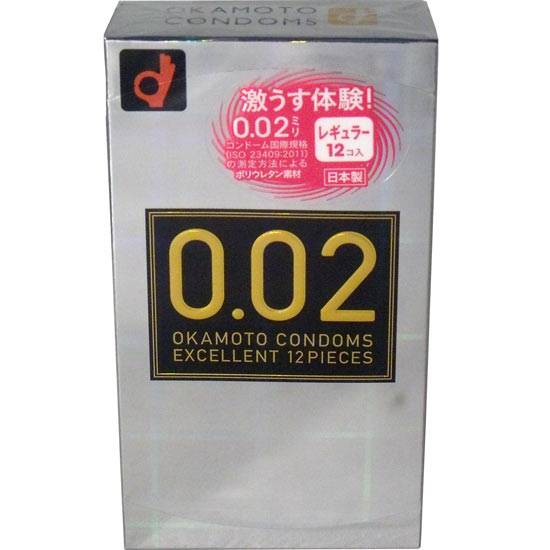 OKAMOTO
CONDOMS
激うす体験!
0.02ミリ
コンドーム国際規格
(ISO 23409:2011)
の測定方法による
ポリウレタン素材
レギュラー
12コ入
日本製
0.02
OKAMOTO CONDOMS
EXCELLENT 12PIECES